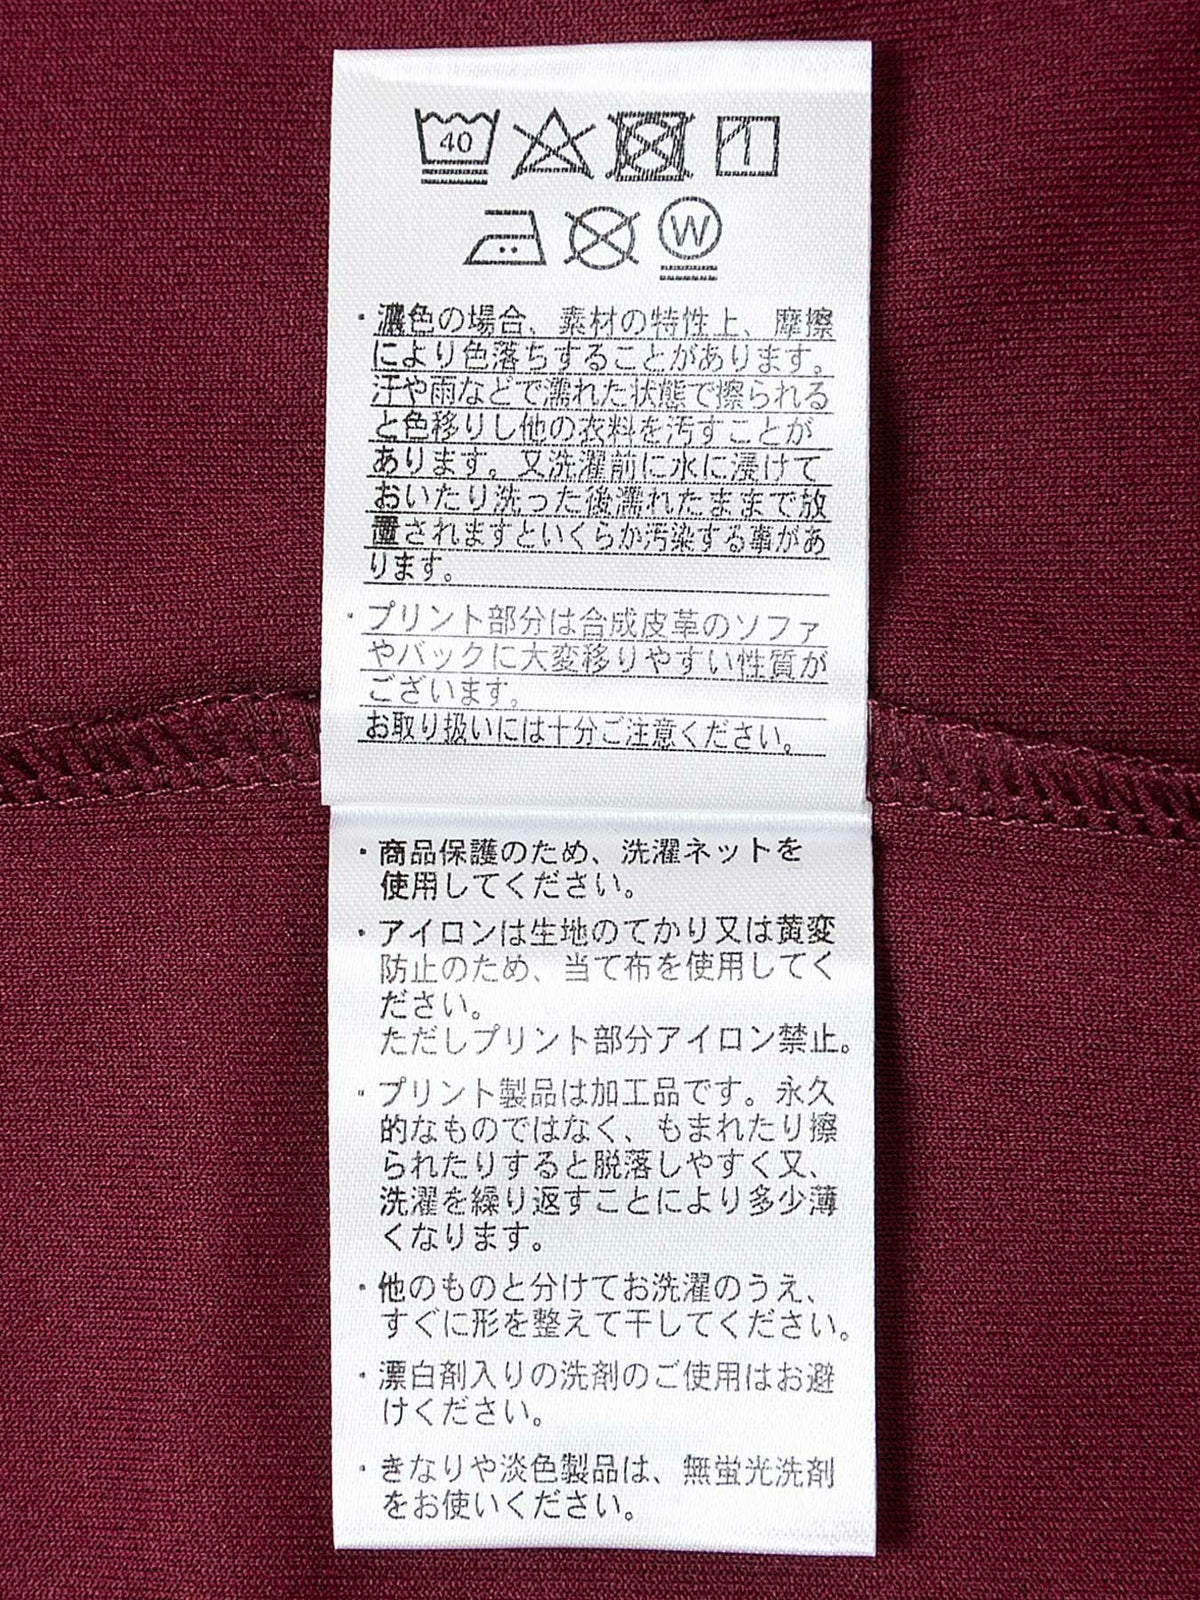 40
W
・濃色の場合、素材の特性上、摩擦
により色落ちすることがあります。
汗や雨などで濡れた状態で擦られる
と色移りし他の衣料を汚すことが
あります。又洗濯前に水に浸けて
おいたり洗った後濡れたままで放
置されますといくらか汚染する事があ
ります。
・プリント部分は合成皮革のソファ
やバックに大変移りやすい性質が
ございます。
お取り扱いには十分ご注意ください。
・商品保護のため、洗濯ネットを
使用してください。
・アイロンは生地のてかり又は黄変
防止のため、当て布を使用してく
ださい。
ただしプリント部分アイロン禁止。
・プリント製品は加工品です。永久
的なものではなく、もまれたり擦
られたりすると脱落しやすく又、
洗濯を繰り返すことにより多少薄
くなります。
・他のものと分けてお洗濯のうえ、
すぐに形を整えて干してください。
・漂白剤入りの洗剤のご使用はお避
けください。
・きなりや淡色製品は、無蛍光洗剤
をお使いください。